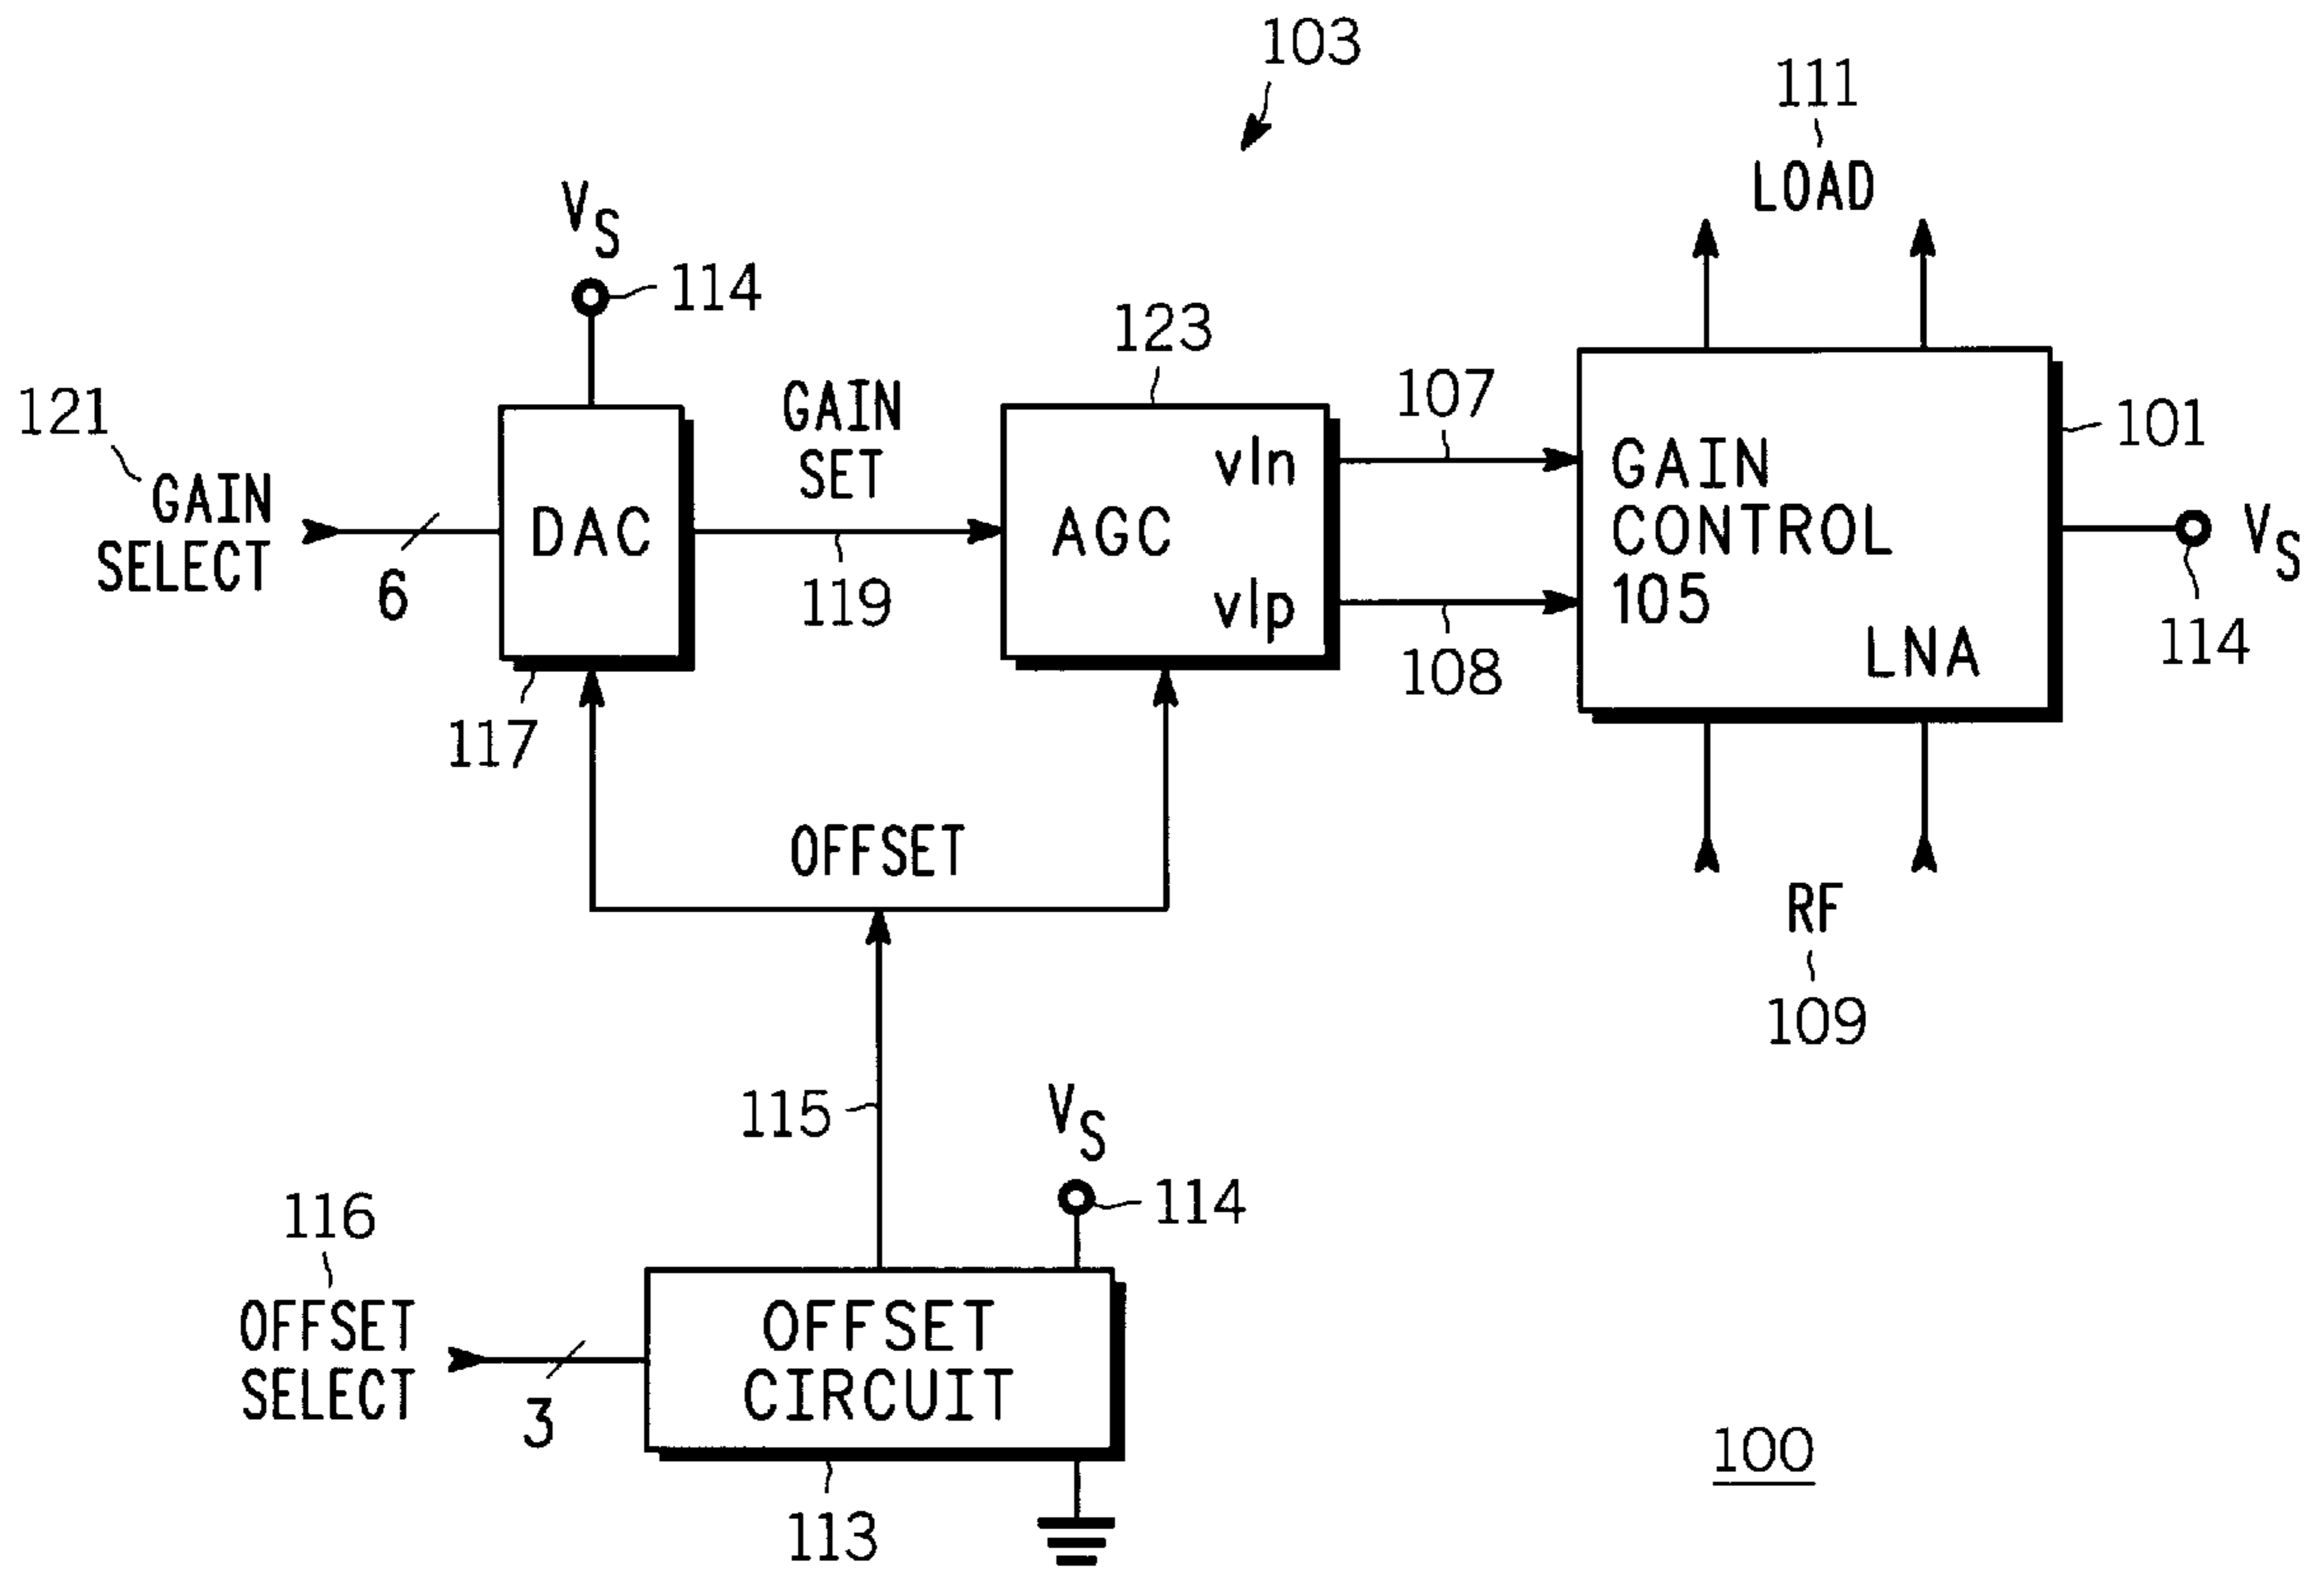 103
111
LOAD
VS
114
123
121
GAIN
SELECT
6
DAC
GAIN
SET
119
AGC
vln
vlp
107
108
GAIN
CONTROL
105
LNA
101
VS
114
117
OFFSET
RF
109
115
VS
114
116
OFFSET
SELECT
3
OFFSET
CIRCUIT
113
100